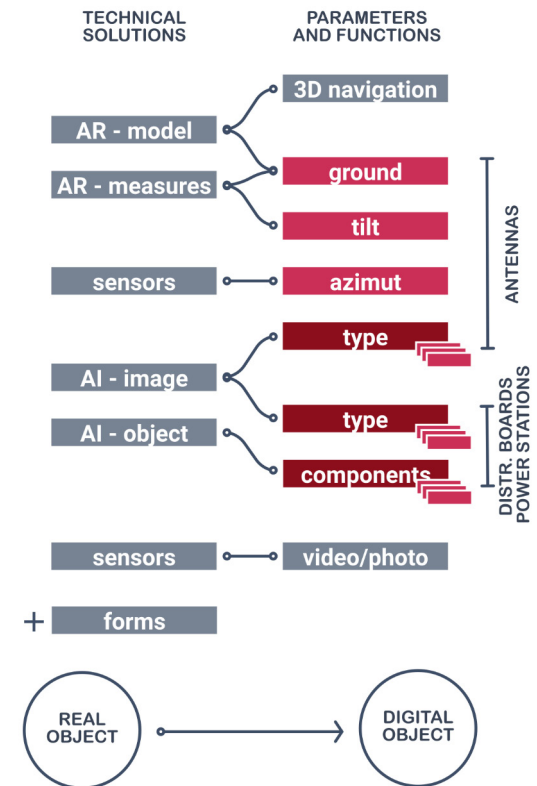 TECHNICAL
SOLUTIONS
PARAMETERS
AND FUNCTIONS
3D navigation
AR - model
ground
AR - measures
tilt
sensors
azimut
type
AI - image
type
AI - object
components
sensors
video/photo
+ forms
ANTENNAS
DISTR. BOARDS
POWER STATIONS
REAL
OBJECT
DIGITAL
OBJECT